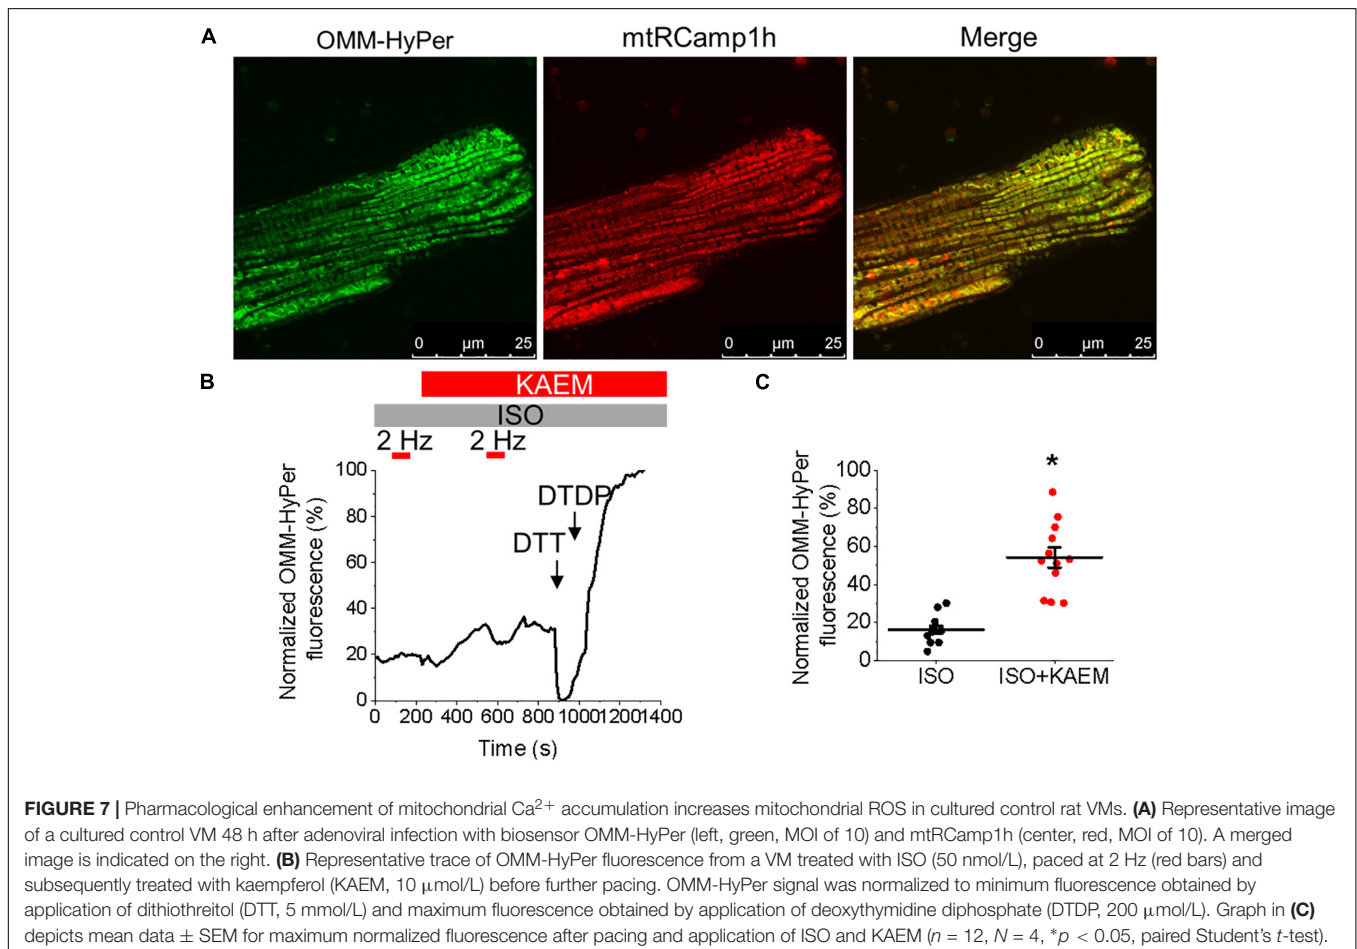 A
OMM-HyPer
mtRCamp1h
Merge
0 µm 25
0 µm 25
0 µm 25
B
KAEM
ISO
2 Hz
2 Hz
Normalized OMM-HyPer
fluorescence (%)
100
80
60
40
20
0
DTDP
DTT
0 200 400 600 800 1000 1200 1400
Time (s)
C
Normalized OMM-HyPer
fluorescence (%)
100
80
60
40
20
0
*
ISO
ISO+KAEM
FIGURE 7 | Pharmacological enhancement of mitochondrial Ca2+ accumulation increases mitochondrial ROS in cultured control rat VMs. (A) Representative image
of a cultured control VM 48 h after adenoviral infection with biosensor OMM-HyPer (left, green, MOI of 10) and mtRCamp1h (center, red, MOI of 10). A merged
image is indicated on the right. (B) Representative trace of OMM-HyPer fluorescence from a VM treated with ISO (50 nmol/L), paced at 2 Hz (red bars) and
subsequently treated with kaempferol (KAEM, 10 µmol/L) before further pacing. OMM-HyPer signal was normalized to minimum fluorescence obtained by
application of dithiothreitol (DTT, 5 mmol/L) and maximum fluorescence obtained by application of deoxythymidine diphosphate (DTDP, 200 µmol/L). Graph in (C)
depicts mean data ± SEM for maximum normalized fluorescence after pacing and application of ISO and KAEM (n = 12, N = 4, *p < 0.05, paired Student's t-test).